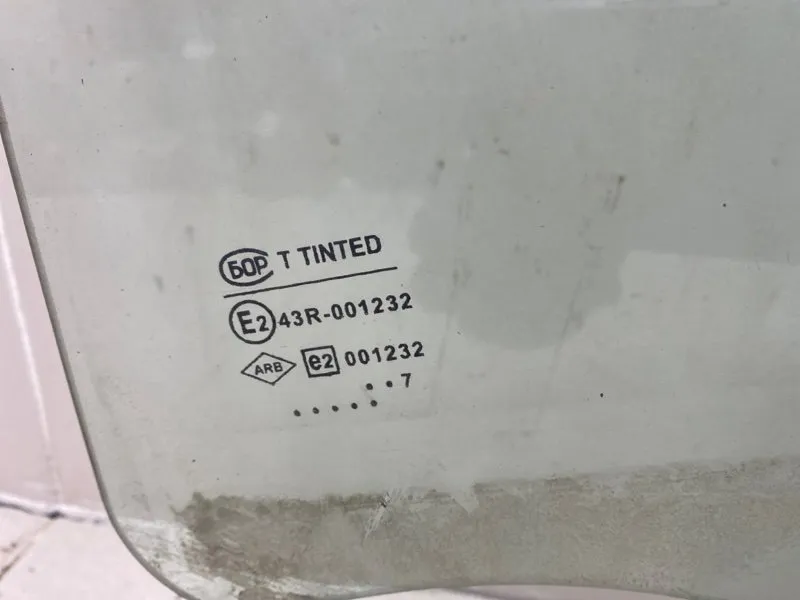 БОР T TINTED
E2 43R-001232
ARB e2 001232
. . 7
. . . . .